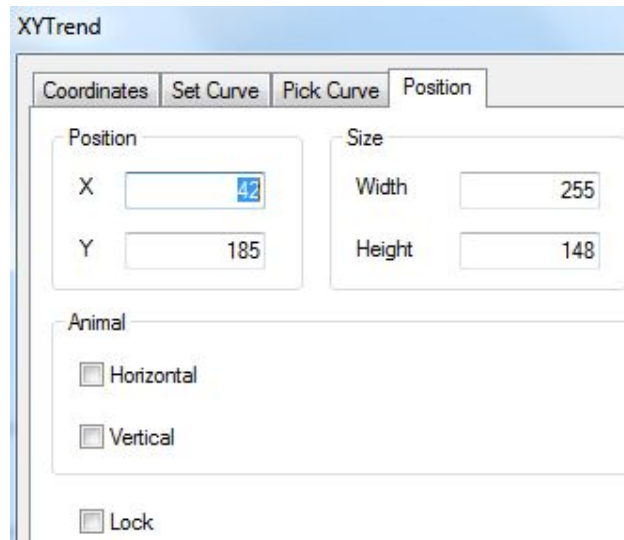 XYTrend
Coordinates Set Curve Pick Curve Position
Position Size
X 42 Width 255
Y 185 Height 148
Animal
Horizontal
Vertical
Lock